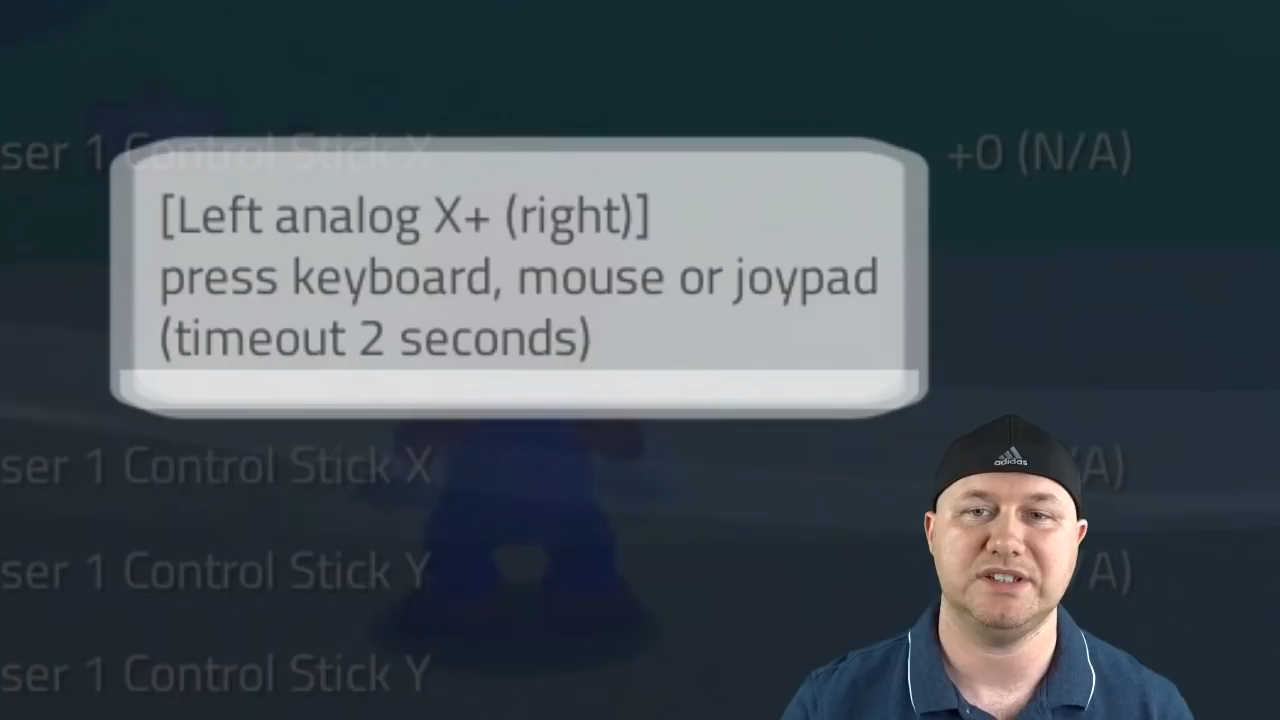 ser 1 Control Stick X +0 (N/A)
[Left analog X+ (right)]
press keyboard, mouse or joypad
(timeout 2 seconds)
ser 1 Control Stick X A)
adidas
ser 1 Control Stick Y A)
ser 1 Control Stick Y